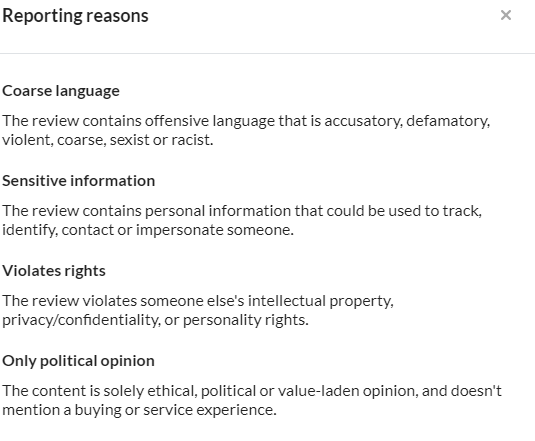 Reporting reasons
Coarse language
The review contains offensive language that is accusatory, defamatory,
violent, coarse, sexist or racist.
Sensitive information
The review contains personal information that could be used to track,
identify, contact or impersonate someone.
Violates rights
The review violates someone else's intellectual property,
privacy/confidentiality, or personality rights.
Only political opinion
The content is solely ethical, political or value-laden opinion, and doesn't
mention a buying or service experience.